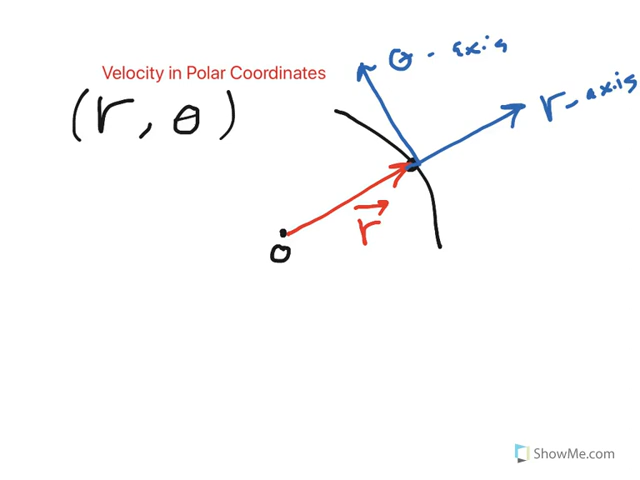 Velocity in Polar Coordinates
(r, θ)
θ - axis
r - axis
r⃗
O
ShowMe.com